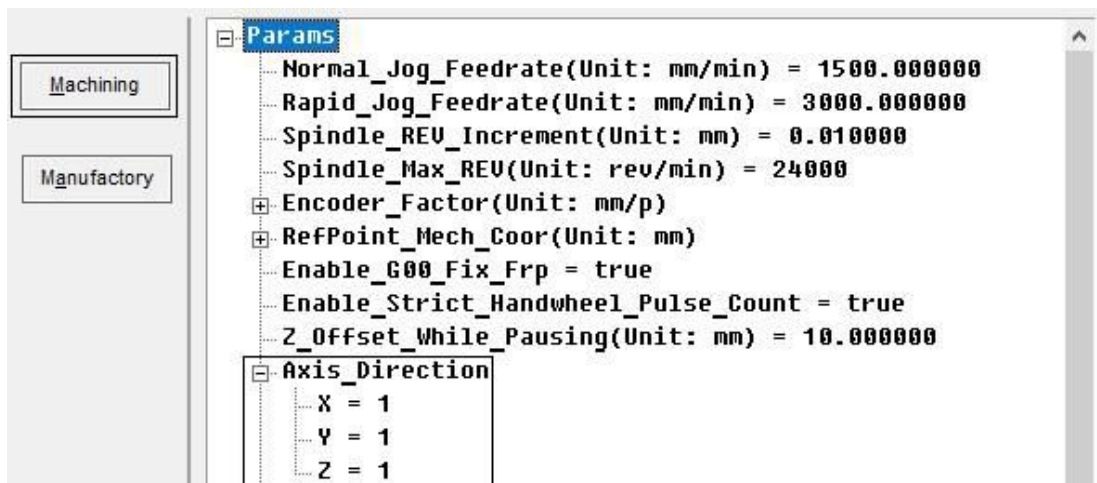 Machining
Manufactory
Params
Normal_Jog_Feedrate(Unit: mm/min) = 1500.000000
Rapid_Jog_Feedrate(Unit: mm/min) = 3000.000000
Spindle_REV_Increment(Unit: mm) = 0.010000
Spindle_Max_REV(Unit: rev/min) = 24000
Encoder_Factor(Unit: mm/p)
RefPoint_Mech_Coor(Unit: mm)
Enable_G00_Fix_Frp = true
Enable_Strict_Handwheel_Pulse_Count = true
Z_Offset_While_Pausing(Unit: mm) = 10.000000
Axis_Direction
X = 1
Y = 1
Z = 1